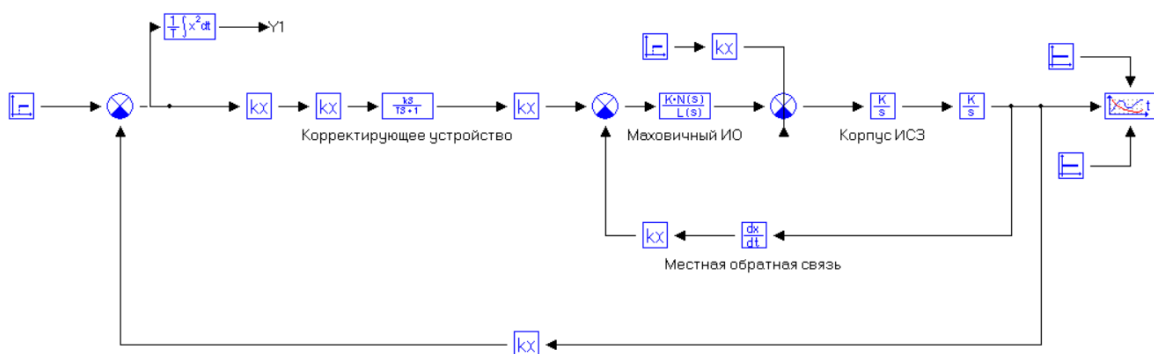 1/T ∫x²dt
Y1
kx
kx
kx
kS
TS+1
kx
K·N(s)
L(s)
K
s
K
s
t
Корректирующее устройство
Маховичный ИО
Корпус ИСЗ
kx
dx
dt
Местная обратная связь
kx